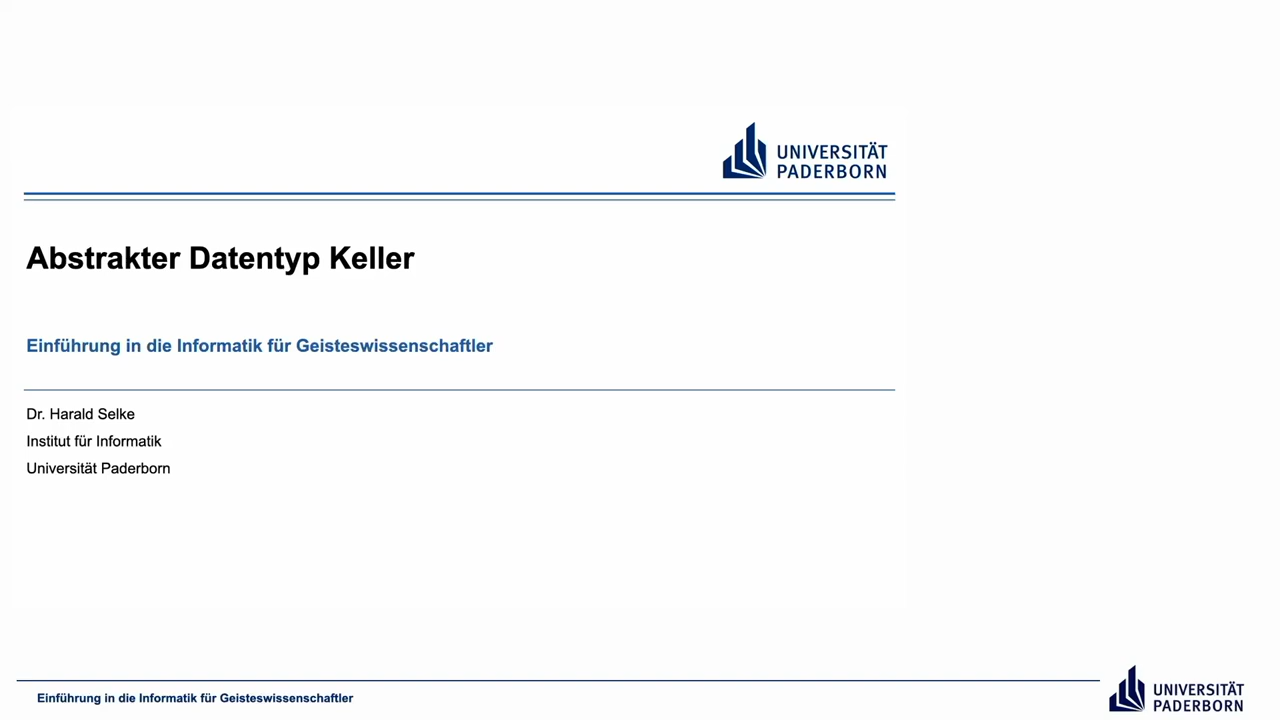 UNIVERSITÄT
PADERBORN
Abstrakter Datentyp Keller
Einführung in die Informatik für Geisteswissenschaftler
Dr. Harald Selke
Institut für Informatik
Universität Paderborn
Einführung in die Informatik für Geisteswissenschaftler
UNIVERSITÄT
PADERBORN